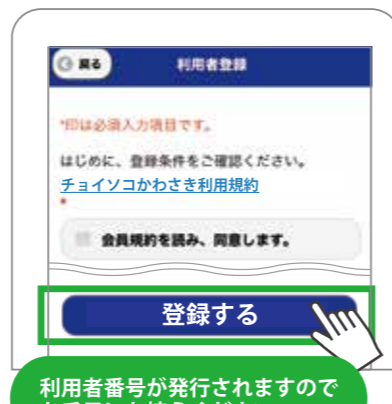 戻る
利用者登録
*印は必須入力項目です。
はじめに、登録条件をご確認ください。
チョイソコかわさき利用規約
*
会員規約を読み、同意します。
登録する
利用者番号が発行されますので